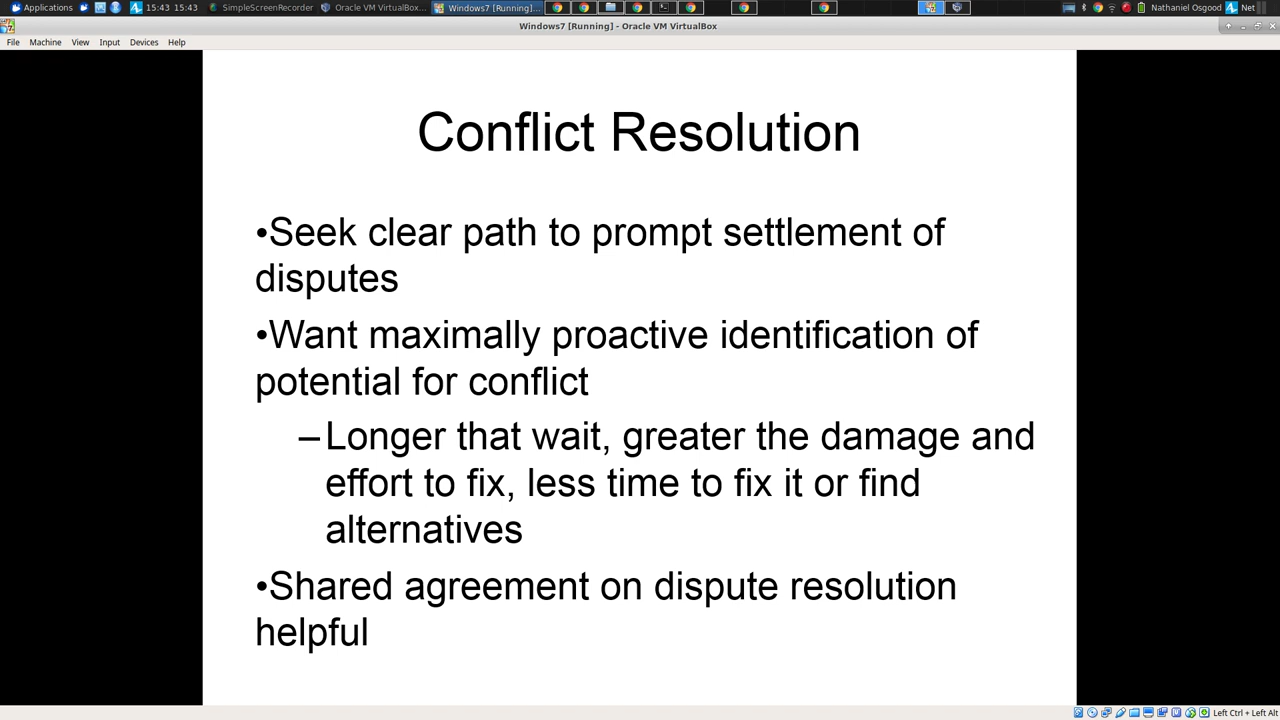 Applications 15:43 15:43 SimpleScreenRecorder Oracle VM VirtualBox... Windows7 [Running]... Nathaniel Osgood Net
Windows7 [Running] - Oracle VM VirtualBox
File Machine View Input Devices Help
Conflict Resolution
•Seek clear path to prompt settlement of
disputes
•Want maximally proactive identification of
potential for conflict
–Longer that wait, greater the damage and
effort to fix, less time to fix it or find
alternatives
•Shared agreement on dispute resolution
helpful
Left Ctrl + Left Alt